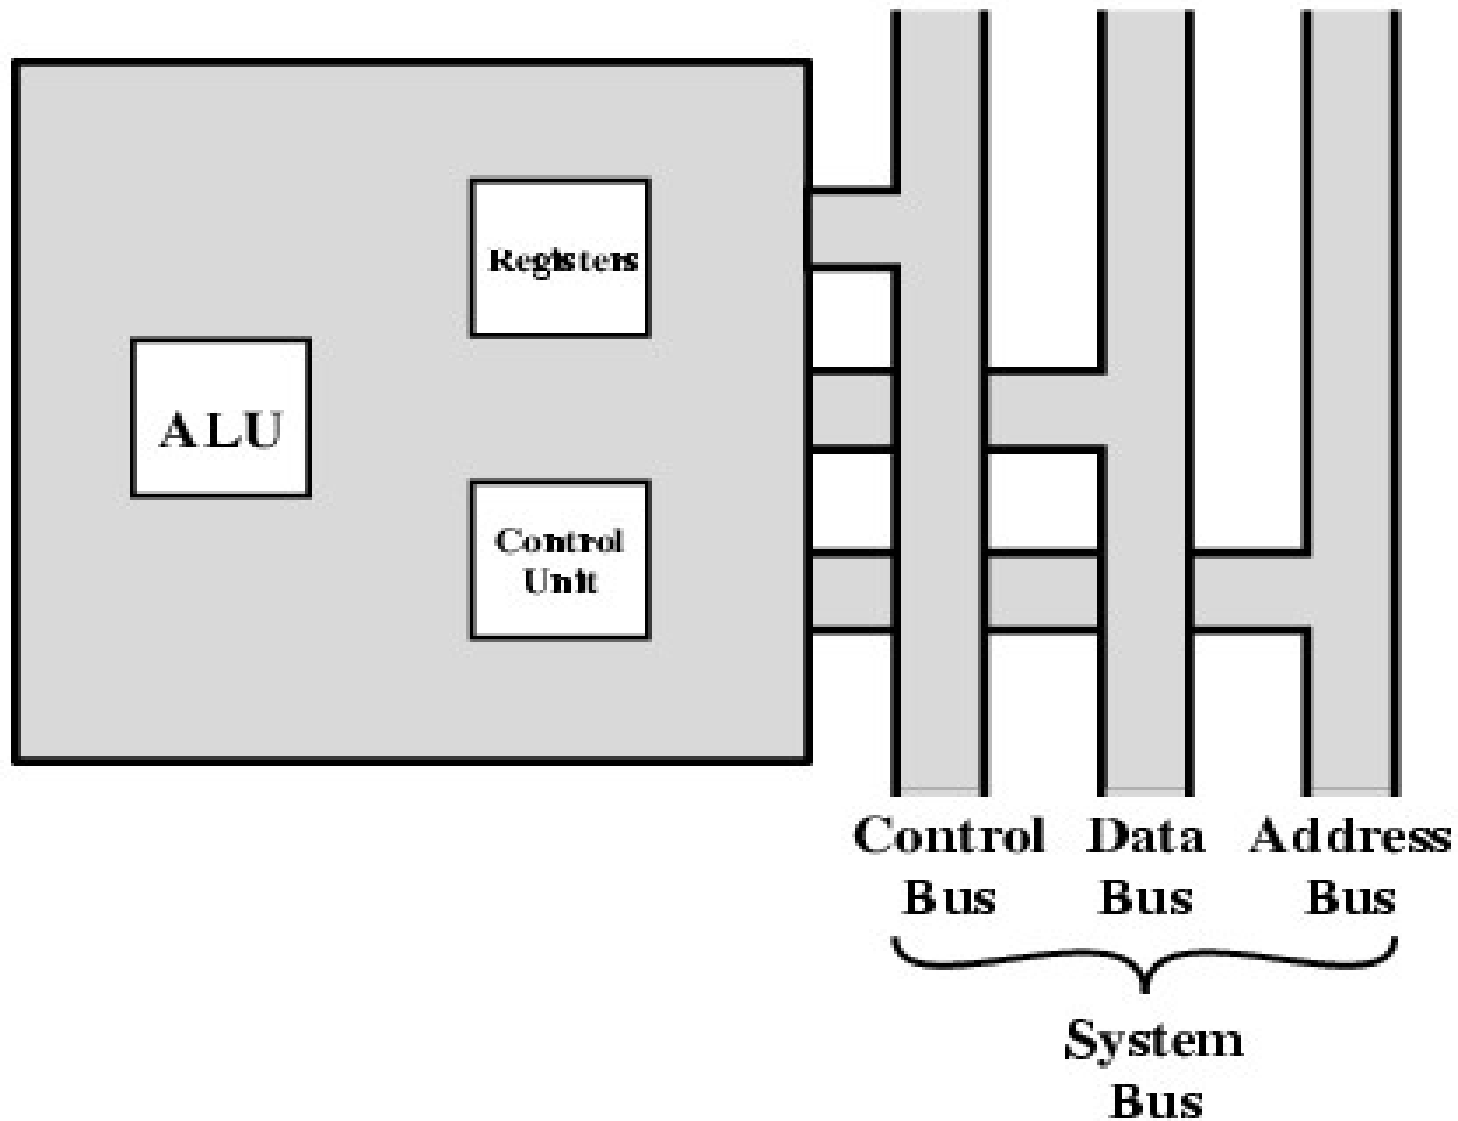 Registers
ALU
Control
Unit
Control Data Address
Bus Bus Bus
System
Bus